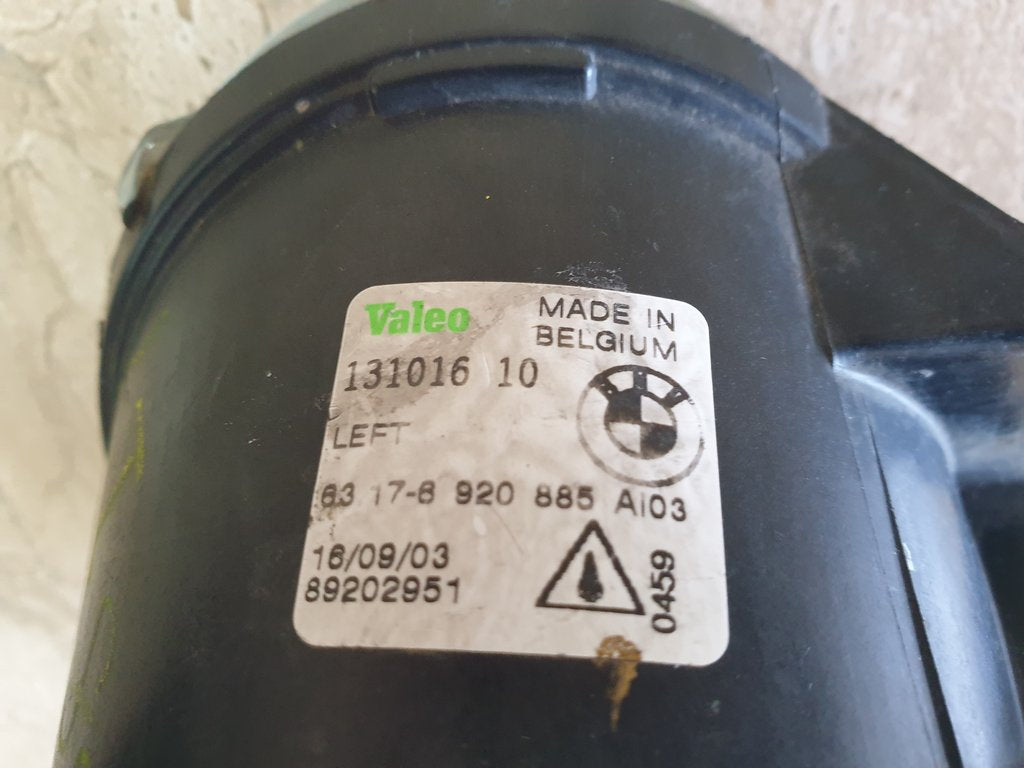 Valeo
MADE IN
BELGIUM
131016 10
LEFT
63 17-6 920 885 AI03
16/09/03
89202951
0459